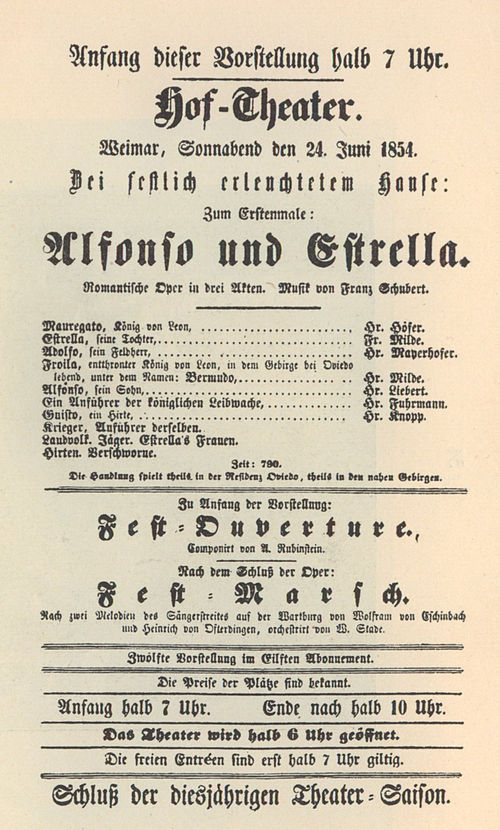 Anfang dieser Vorstellung halb 7 Uhr.
Hof-Theater.
Weimar, Sonnabend den 24. Juni 1854.
Bei festlich erleuchtetem Hause:
Zum Erstenmale:
Alfonso und Estrella.
Romantische Oper in drei Akten. Musik von Franz Schubert.
Mauregato, König von Leon, . . . . . . . . . . . . . . . . . . . . . . Hr. Höfer.
Estrella, seine Tochter, . . . . . . . . . . . . . . . . . . . . . . . . . Fr. Milde.
Adolfo, sein Feldherr, . . . . . . . . . . . . . . . . . . . . . . . . . . Hr. Mayerhofer.
Froila, entthronter König von Leon, in dem Gebirge bei Oviedo
lebend, unter dem Namen: Bermudo, . . . . . . . . . . . . . . . . . Hr. Milde.
Alfonso, sein Sohn, . . . . . . . . . . . . . . . . . . . . . . . . . . . . Hr. Liebert.
Ein Anführer der königlichen Leibwache, . . . . . . . . . . . . . Hr. Fuhrmann.
Guisto, ein Hirte, . . . . . . . . . . . . . . . . . . . . . . . . . . . . . Hr. Knopp.
Krieger, Anführer derselben.
Landvolk. Jäger. Estrella's Frauen.
Hirten. Verschworne.
Zeit: 790.
Die Handlung spielt theils in der Residenz Oviedo, theils in den nahen Gebirgen.
Zu Anfang der Vorstellung:
Fest-Ouverture.,
Componirt von A. Rubinstein.
Nach dem Schluß der Oper:
Fest-Marsch.
Nach zwei Melodien des Sängerstreites auf der Wartburg von Wolfram von Eschinbach
und Heinrich von Ofterdingen, orchestrirt von W. Stade.
Zwölfte Vorstellung im Eilften Abonnement.
Die Preise der Plätze sind bekannt.
Anfang halb 7 Uhr. Ende nach halb 10 Uhr.
Das Theater wird halb 6 Uhr geöffnet.
Die freien Entréen sind erst halb 7 Uhr giltig.
Schluß der diesjährigen Theater-Saison.